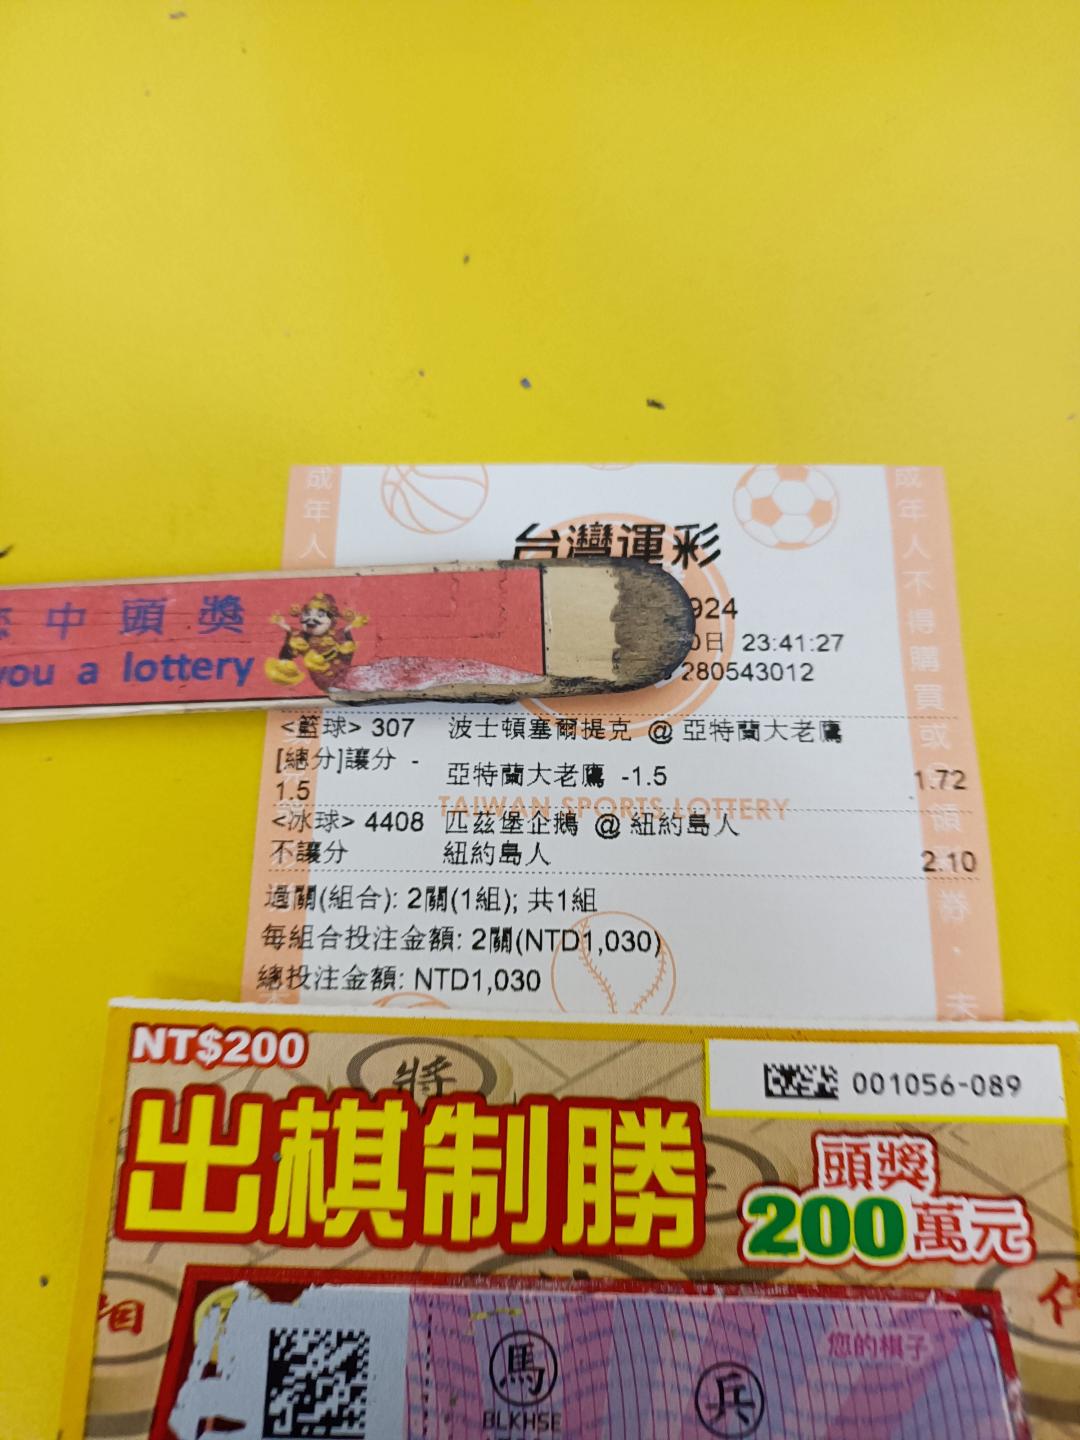 台灣運彩
924
0日 23:41:27
280543012
中頭獎
you a lottery
<籃球> 307 波士頓塞爾提克 @ 亞特蘭大老鷹
[總分]讓分 -
1.5 亞特蘭大老鷹 -1.5 1.72
TAIWAN SPORTS LOTTERY
<冰球> 4408 匹茲堡企鵝 @ 紐約島人
不讓分 紐約島人 2.10
過關(組合): 2關(1組); 共1組
每組合投注金額: 2關(NTD1,030)
總投注金額: NTD1,030
成年人
成年人不得購買或領券．未
NT$200
將
001056-089
出棋制勝
頭獎
200萬元
您的棋子
馬
BLKHSE
兵